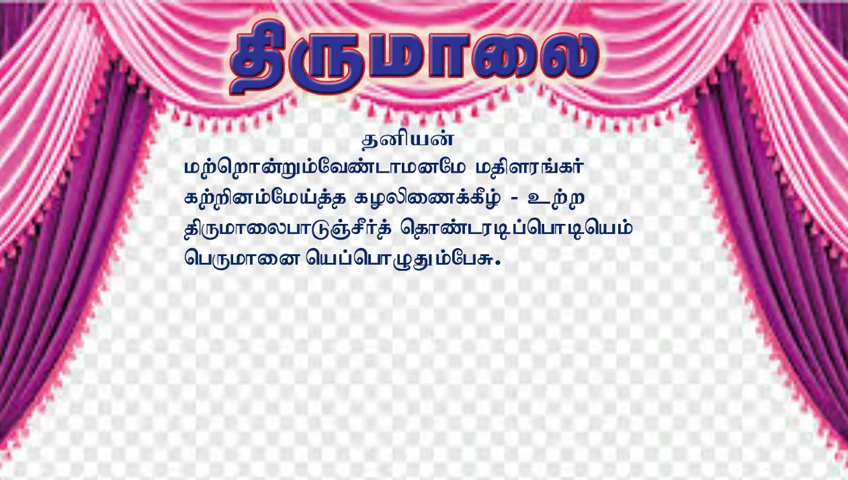 திருமாலை
தனியன்
மற்றொன்றும்வேண்டாமனமே மதிளரங்கர்
கற்றினம்மேய்த்த கழலிணைக்கீழ் - உற்ற
திருமாலைபாடுஞ்சீர்த் தொண்டரடிப்பொடியெம்
பெருமானை யெப்பொழுதும்பேசு.